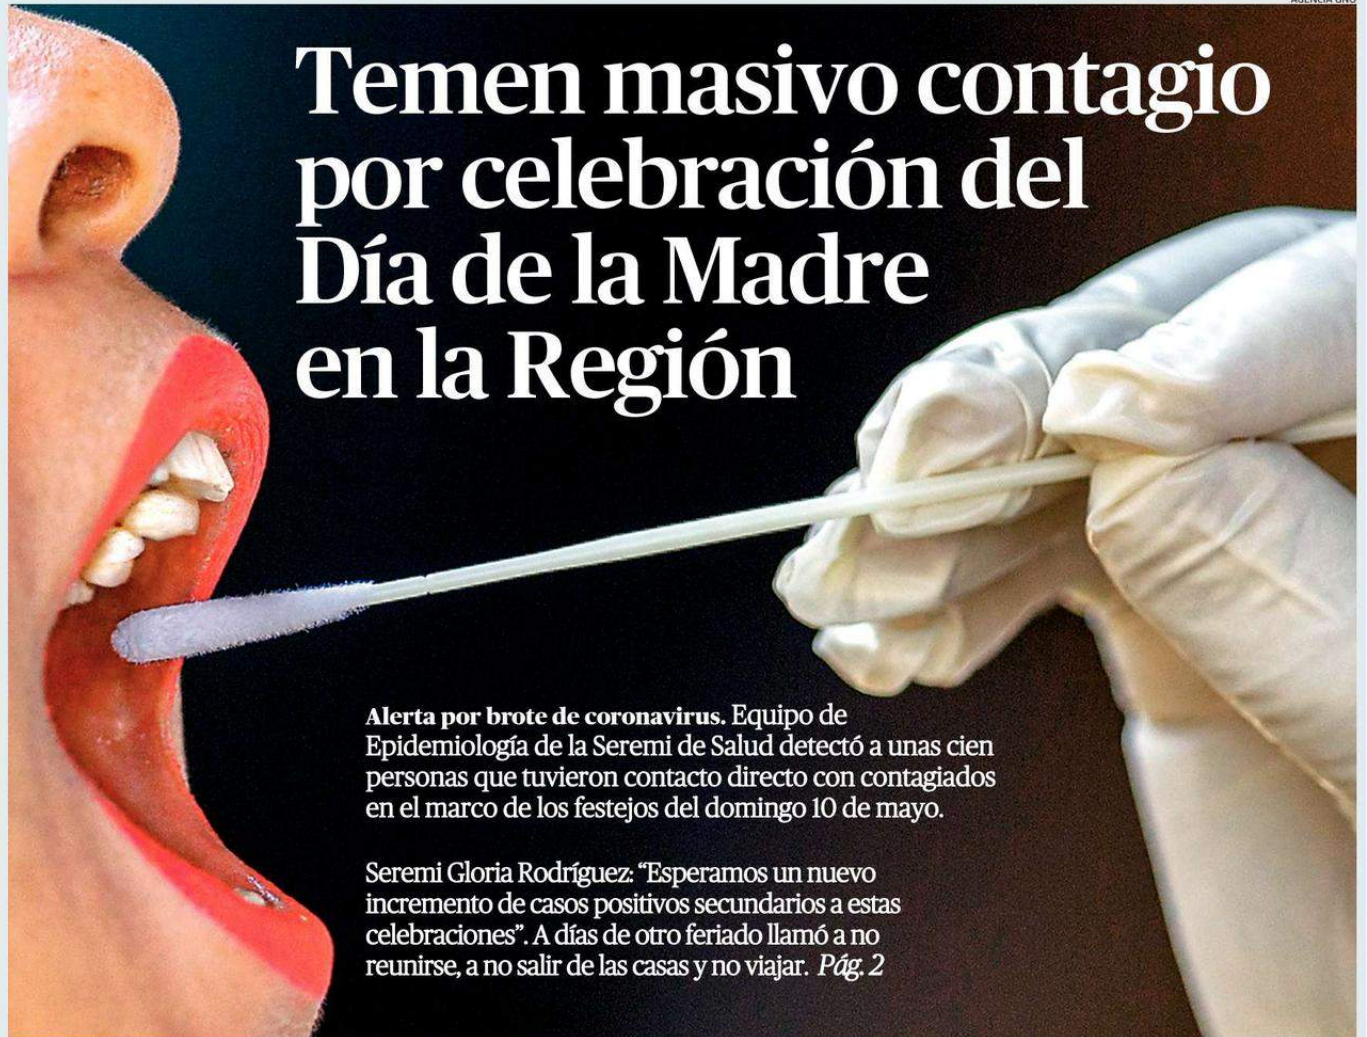 AGENCIA UNO
Temen masivo contagio
por celebración del
Día de la Madre
en la Región
Alerta por brote de coronavirus. Equipo de
Epidemiología de la Seremi de Salud detectó a unas cien
personas que tuvieron contacto directo con contagiados
en el marco de los festejos del domingo 10 de mayo.
Seremi Gloria Rodríguez: “Esperamos un nuevo
incremento de casos positivos secundarios a estas
celebraciones”. A días de otro feriado llamó a no
reunirse, a no salir de las casas y no viajar. Pág. 2